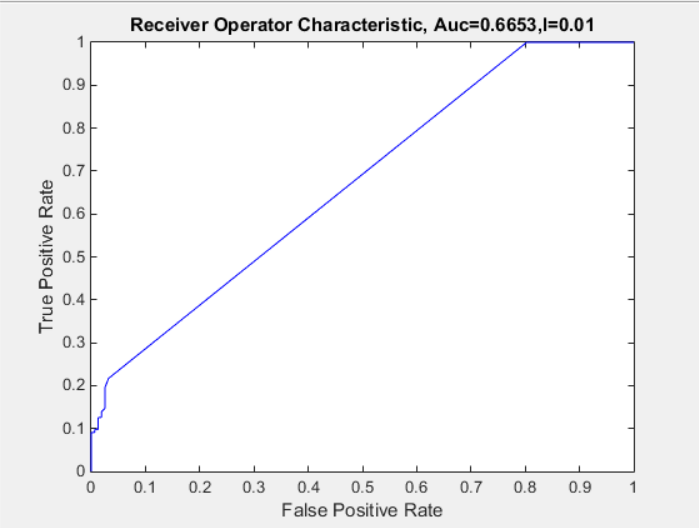 Receiver Operator Characteristic, Auc=0.6653,l=0.01
1
0.9
0.8
0.7
0.6
0.5
0.4
0.3
0.2
0.1
0
True Positive Rate
0 0.1 0.2 0.3 0.4 0.5 0.6 0.7 0.8 0.9 1
False Positive Rate